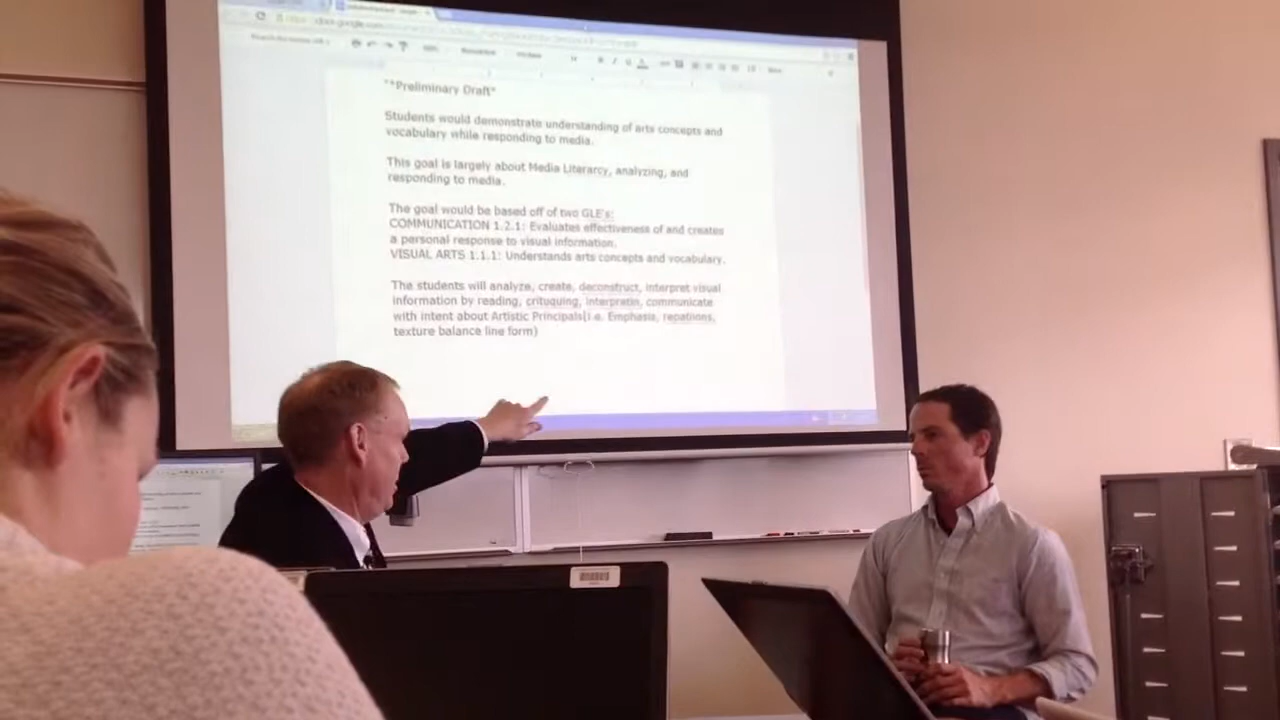 **Preliminary Draft*
Students would demonstrate understanding of arts concepts and
vocabulary while responding to media.
This goal is largely about Media Literarcy, analyzing, and
responding to media.
The goal would be based off of two GLE's:
COMMUNICATION 1.2.1: Evaluates effectiveness of and creates
a personal response to visual information.
VISUAL ARTS 1.1.1: Understands arts concepts and vocabulary.
The students will analyze, create, deconstruct, interpret visual
information by reading, crituquing, interpretin, communicate
with intent about Artistic Principals(i.e. Emphasis, repations,
texture balance line form)